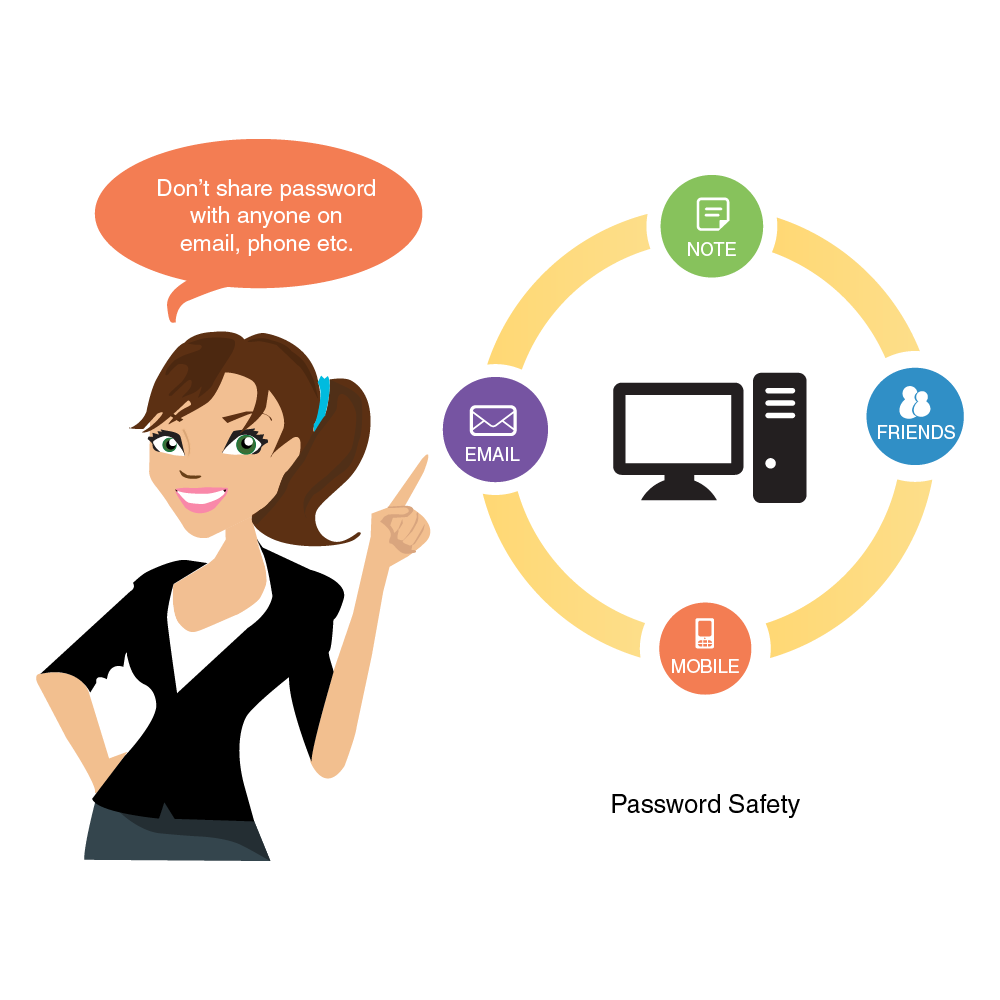 Don’t share password
with anyone on
email, phone etc.
NOTE
EMAIL
FRIENDS
MOBILE
Password Safety